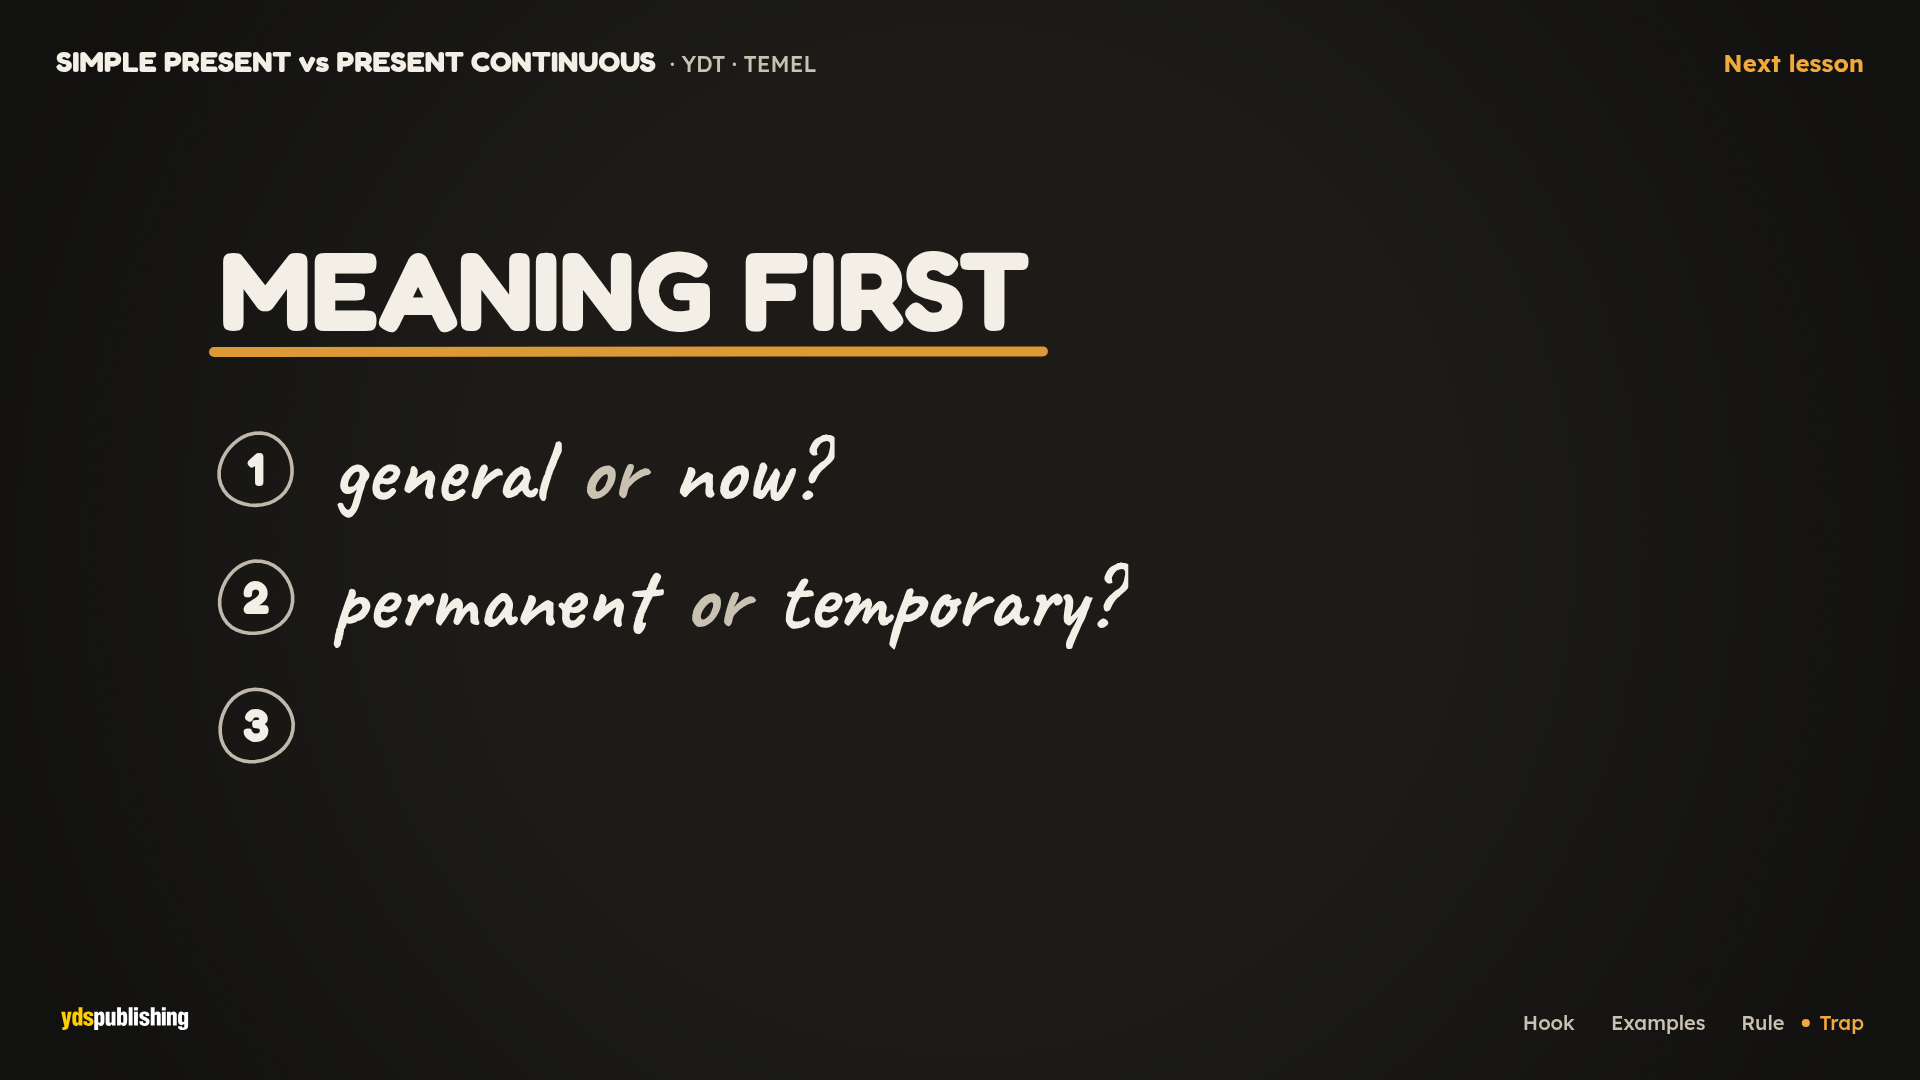 SIMPLE PRESENT vs PRESENT CONTINUOUS · YDT · TEMEL
Next lesson
MEANING FIRST
1 general or now?
2 permanent or temporary?
3
ydspublishing
Hook Examples Rule • Trap